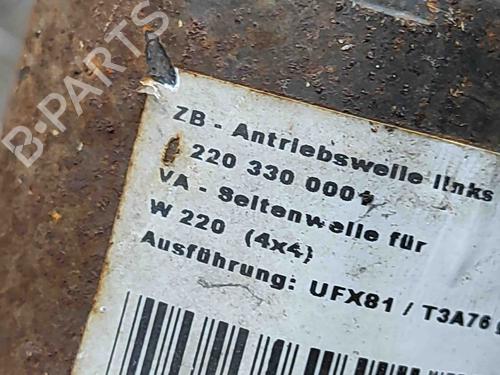 B-PARTS
ZB - Antriebswelle links
220 330 0001
VA - Seitenwelle für
W 220 (4x4)
Ausführung: UFX81 / T3A76